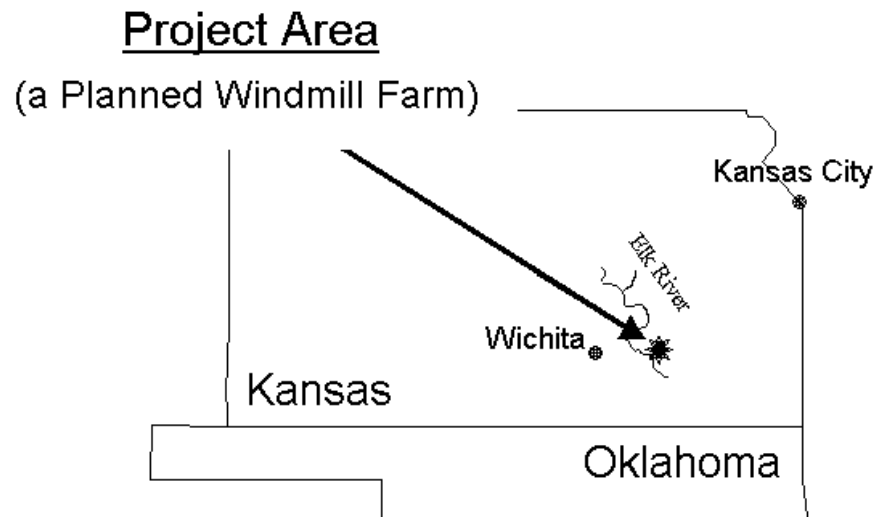 Project Area
(a Planned Windmill Farm)
Kansas City
Elk River
Wichita
Kansas
Oklahoma